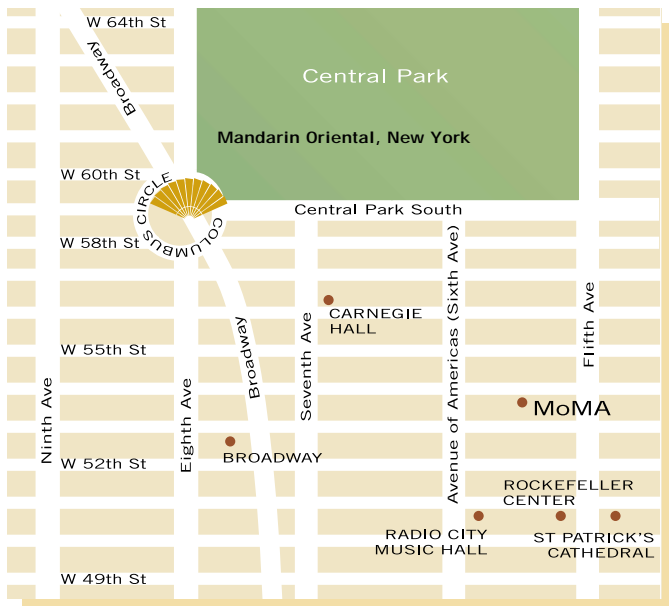 W 64th St
Broadway
Central Park
Mandarin Oriental, New York
W 60th St
COLUMBUS CIRCLE
Central Park South
W 58th St
CARNEGIE
HALL
W 55th St
Ninth Ave
Eighth Ave
Broadway
Seventh Ave
Avenue of Americas (Sixth Ave)
Flifth Ave
MoMA
BROADWAY
W 52th St
ROCKEFELLER
CENTER
RADIO CITY
MUSIC HALL
ST PATRICK'S
CATHEDRAL
W 49th St